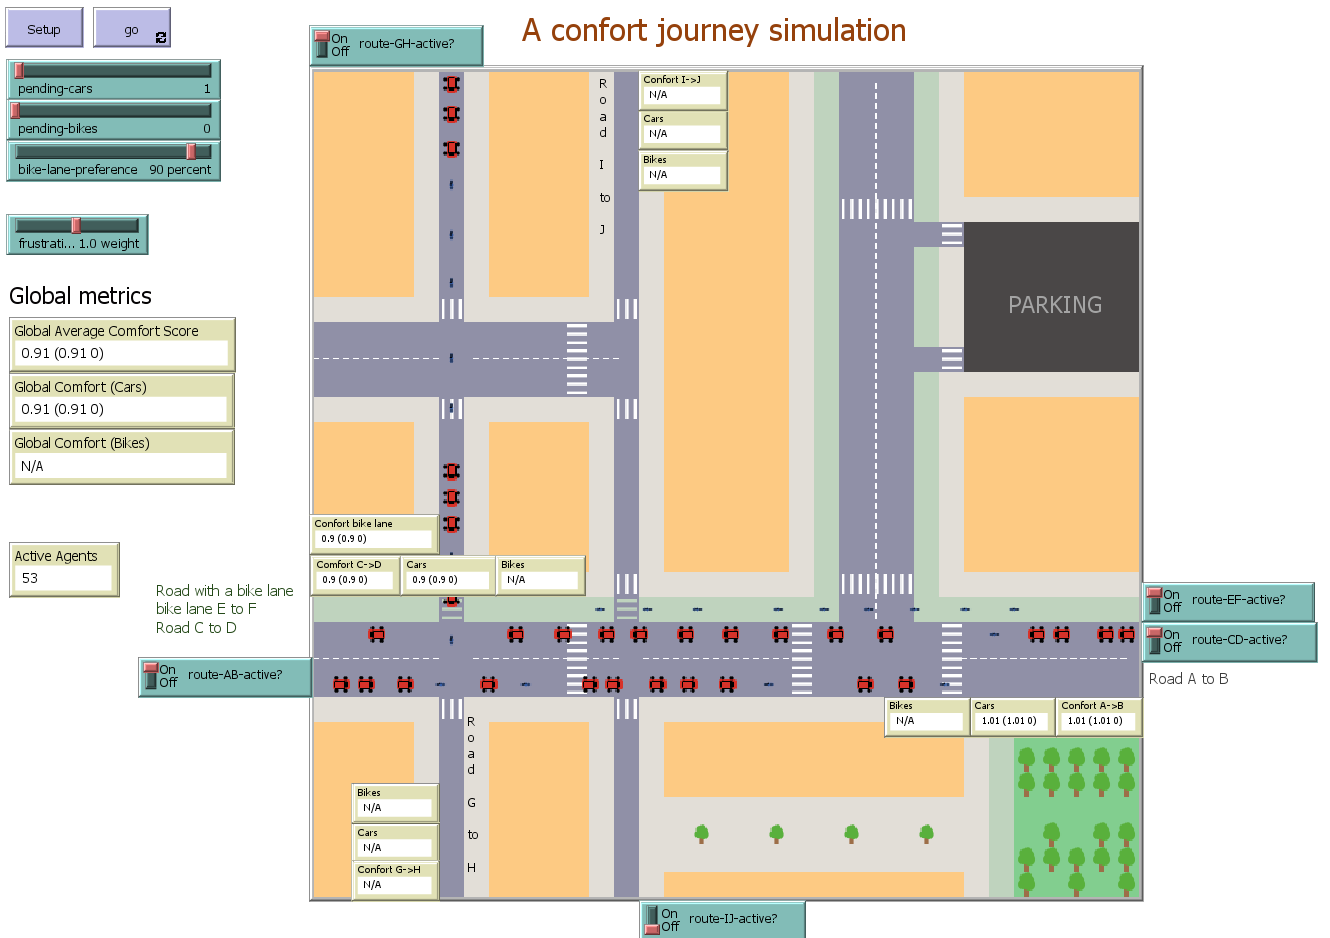 Setup
go
A confort journey simulation
On
Off
route-GH-active?
pending-cars 1
pending-bikes 0
bike-lane-preference 90 percent
frustrati... 1.0 weight
Global metrics
Global Average Comfort Score
0.91 (0.91 0)
Global Comfort (Cars)
0.91 (0.91 0)
Global Comfort (Bikes)
N/A
Active Agents
53
Road I to J
Confort I->J
N/A
Cars
N/A
Bikes
N/A
PARKING
Confort bike lane
0.9 (0.9 0)
Comfort C->D
0.9 (0.9 0)
Cars
0.9 (0.9 0)
Bikes
N/A
Road with a bike lane
bike lane E to F
Road C to D
On
Off
route-EF-active?
On
Off
route-CD-active?
On
Off
route-AB-active?
Road A to B
Bikes
N/A
Cars
1.01 (1.01 0)
Confort A->B
1.01 (1.01 0)
Road G to H
Bikes
N/A
Cars
N/A
Confort G->H
N/A
On
Off
route-IJ-active?